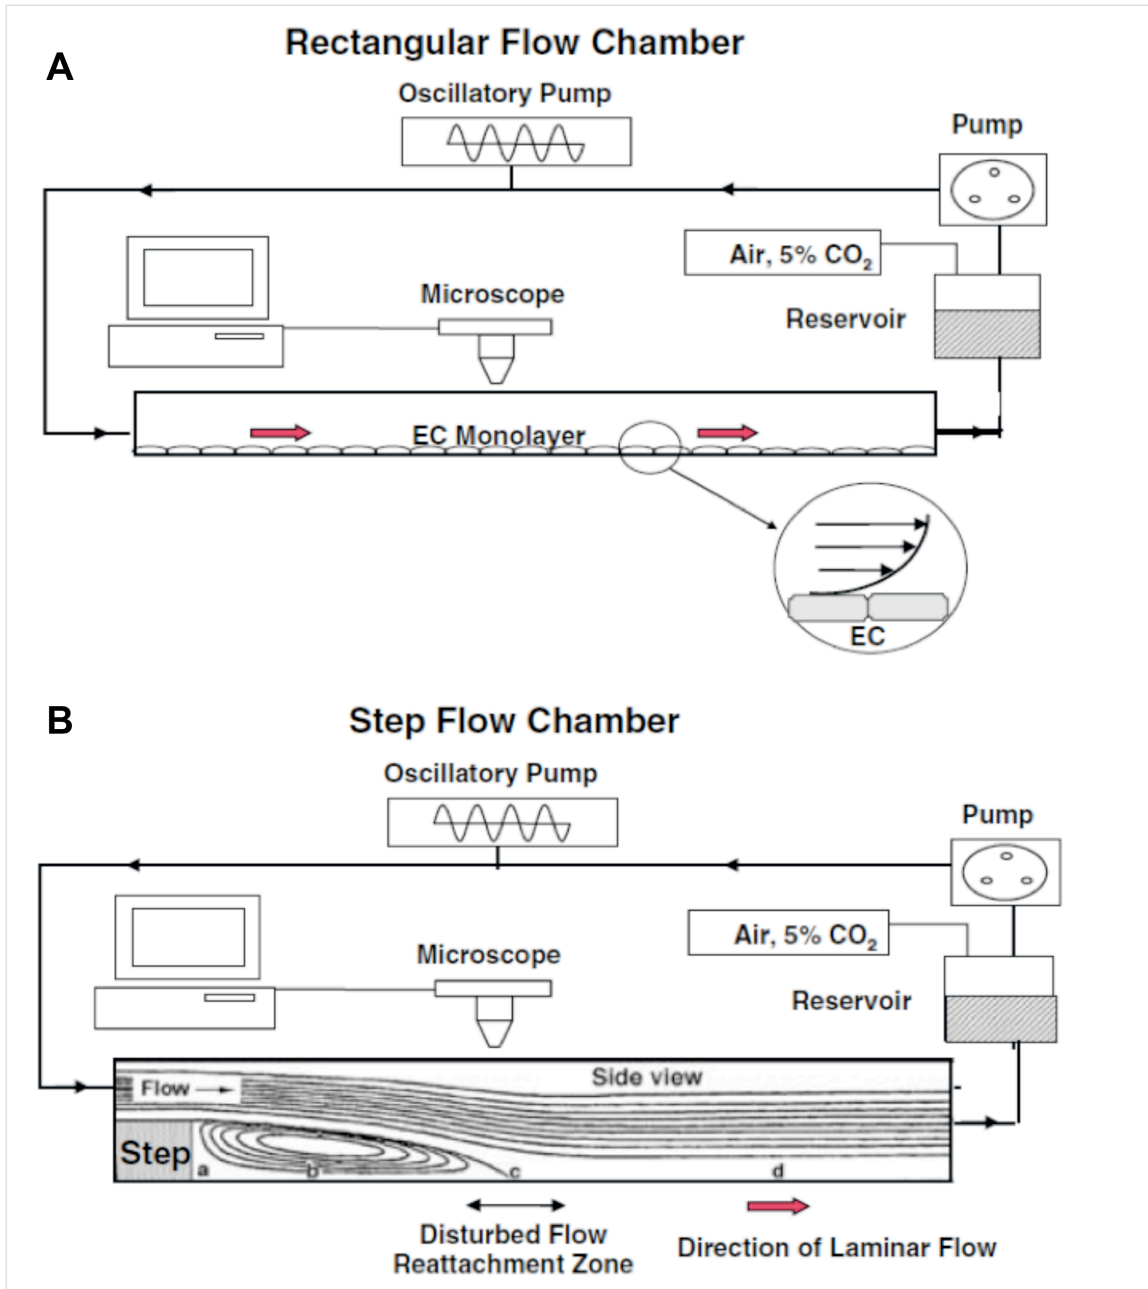 A
Rectangular Flow Chamber
Oscillatory Pump
Pump
Air, 5% CO₂
Microscope
Reservoir
EC Monolayer
EC
B
Step Flow Chamber
Oscillatory Pump
Pump
Air, 5% CO₂
Microscope
Reservoir
Side view
Flow
Step
a b c d
Disturbed Flow
Reattachment Zone
Direction of Laminar Flow